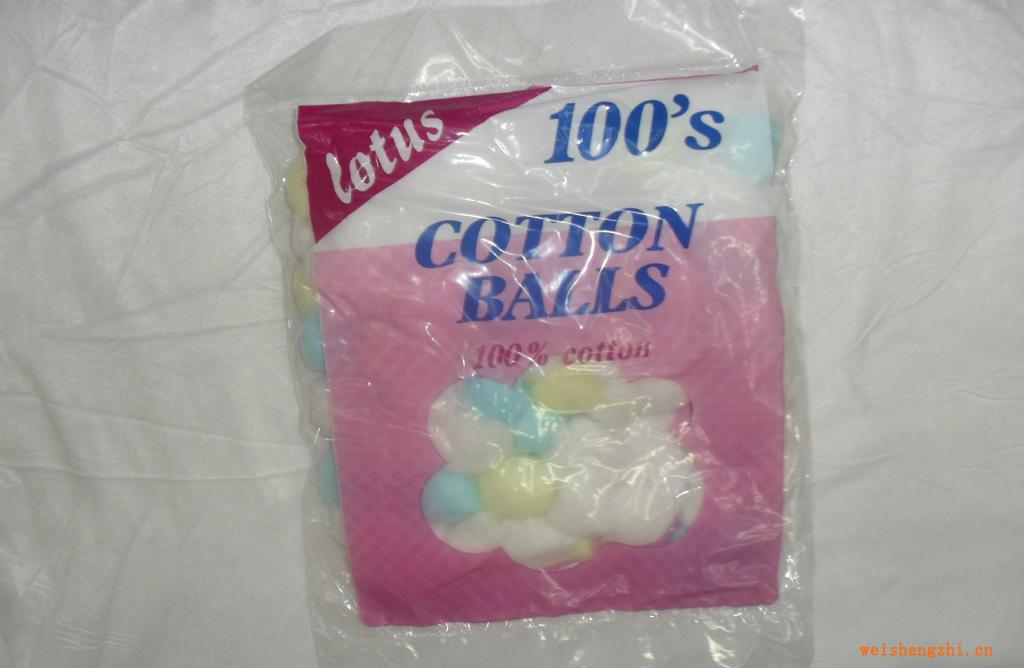 lotus
100's
COTTON
BALLS
100% cotton
weishengzhi.cn